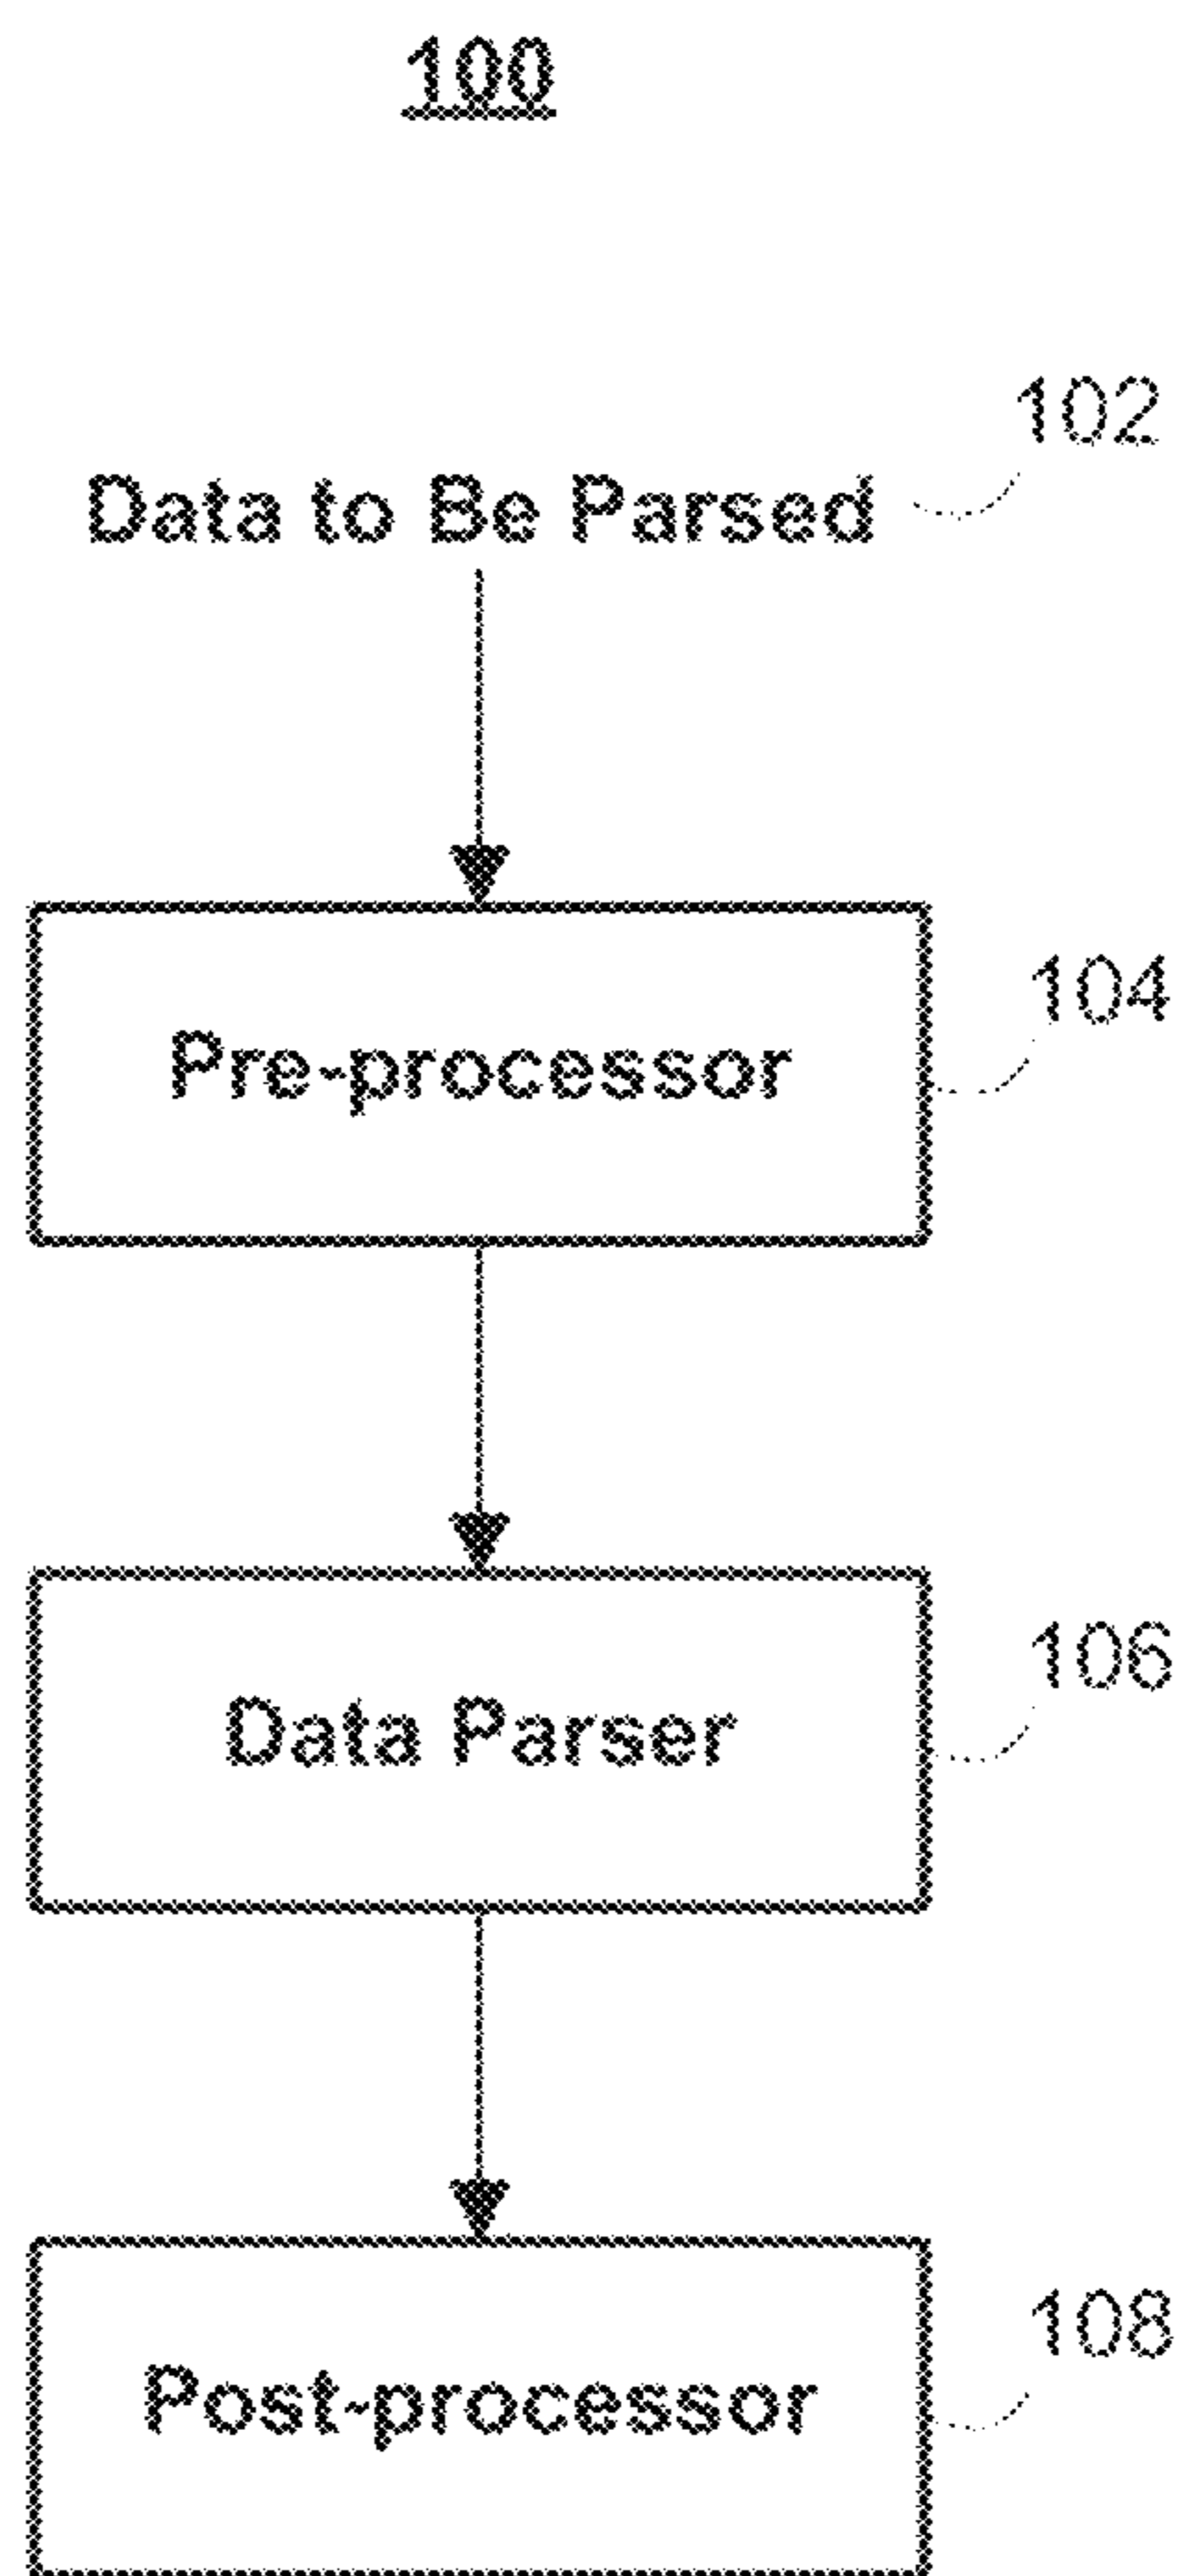 100
102
Data to Be Parsed
104
Pre-processor
106
Data Parser
108
Post-processor